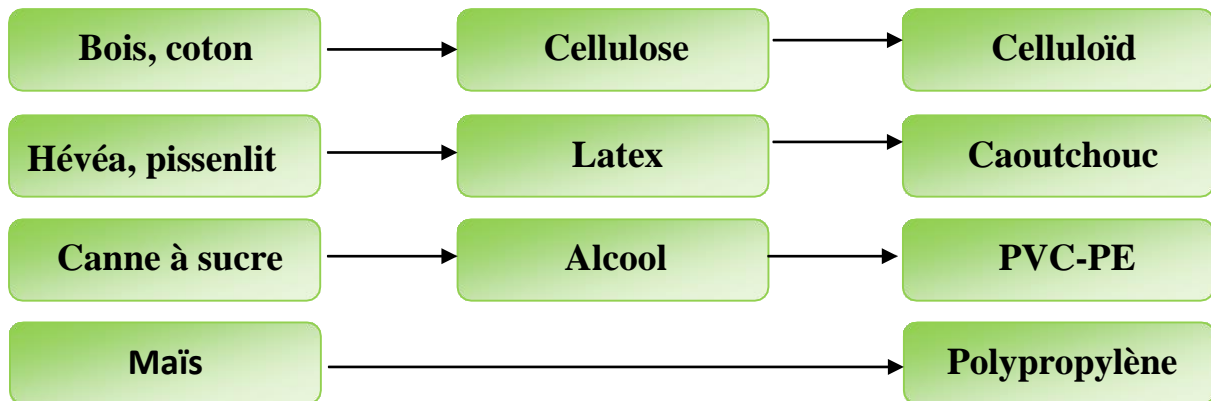 Bois, coton
Cellulose
Celluloïd
Hévéa, pissenlit
Latex
Caoutchouc
Canne à sucre
Alcool
PVC-PE
Maïs
Polypropylène